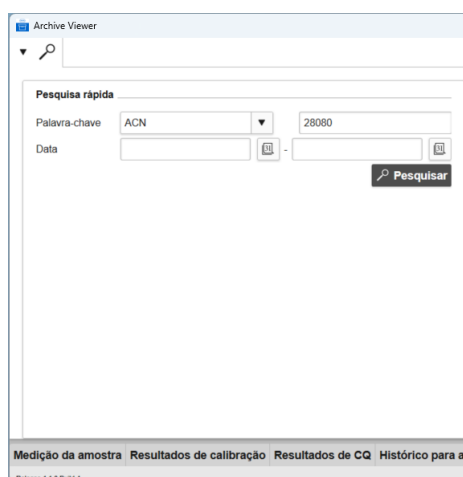 Archive Viewer
Pesquisa rápida
Palavra-chave ACN 28080
Data -
Pesquisar
Medição da amostra Resultados de calibração Resultados de CQ Histórico para a